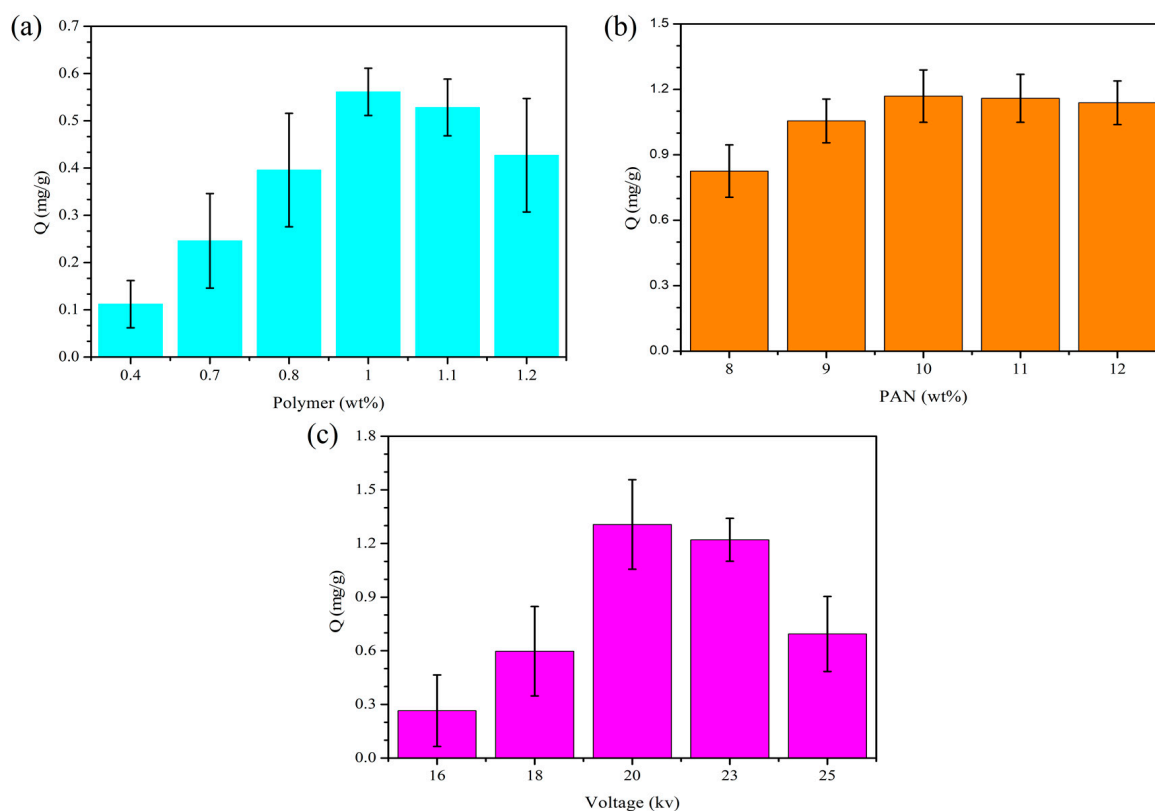 (a)
0.7
0.6
0.5
0.4
0.3
0.2
0.1
0.0
Q (mg/g)
0.4 0.7 0.8 1 1.1 1.2
Polymer (wt%)
(b)
1.5
1.2
0.9
0.6
0.3
0.0
Q (mg/g)
8 9 10 11 12
PAN (wt%)
(c)
1.8
1.5
1.2
0.9
0.6
0.3
0.0
Q (mg/g)
16 18 20 23 25
Voltage (kv)